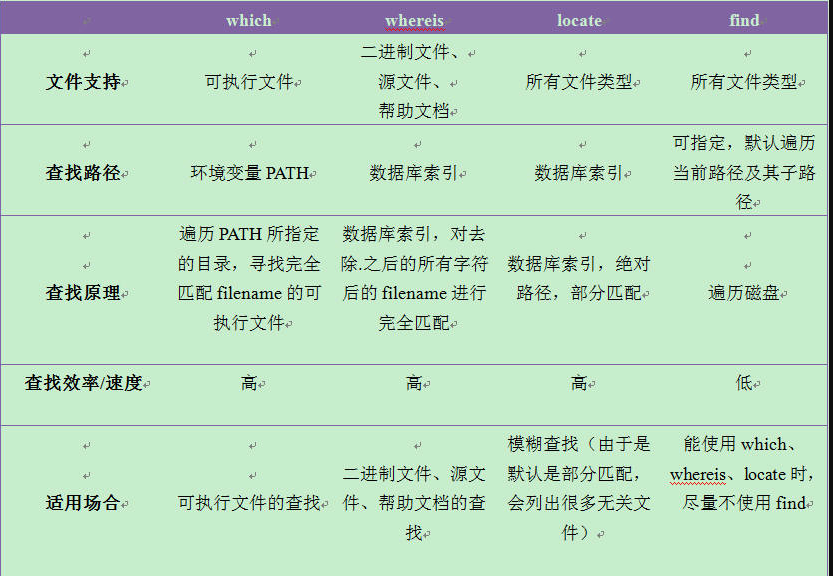 which whereis locate find
文件支持
可执行文件
二进制文件、
源文件、
帮助文档
所有文件类型
所有文件类型
查找路径
环境变量 PATH
数据库索引
数据库索引
可指定，默认遍历
当前路径及其子路
径
查找原理
遍历 PATH 所指定
的目录，寻找完全
匹配 filename 的可
执行文件
数据库索引，对去
除.之后的所有字符
后的 filename 进行
完全匹配
数据库索引，绝对
路径，部分匹配
遍历磁盘
查找效率/速度
高
高
高
低
适用场合
可执行文件的查找
二进制文件、源文
件、帮助文档的查
找
模糊查找（由于是
默认是部分匹配，
会列出很多无关文
件）
能使用 which、
whereis、locate 时，
尽量不使用 find